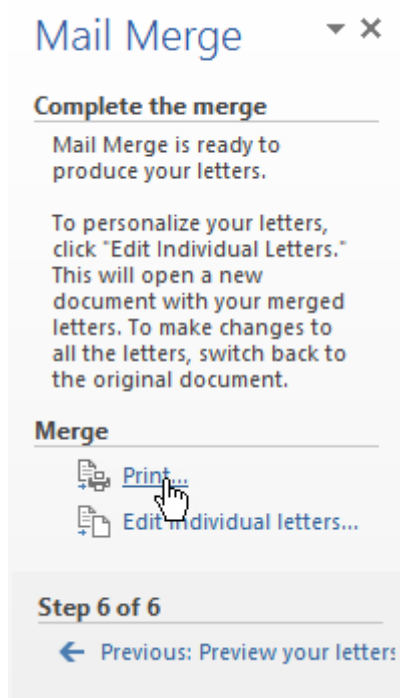 Mail Merge
Complete the merge
Mail Merge is ready to
produce your letters.
To personalize your letters,
click "Edit Individual Letters."
This will open a new
document with your merged
letters. To make changes to
all the letters, switch back to
the original document.
Merge
Print...
Edit individual letters...
Step 6 of 6
Previous: Preview your letters